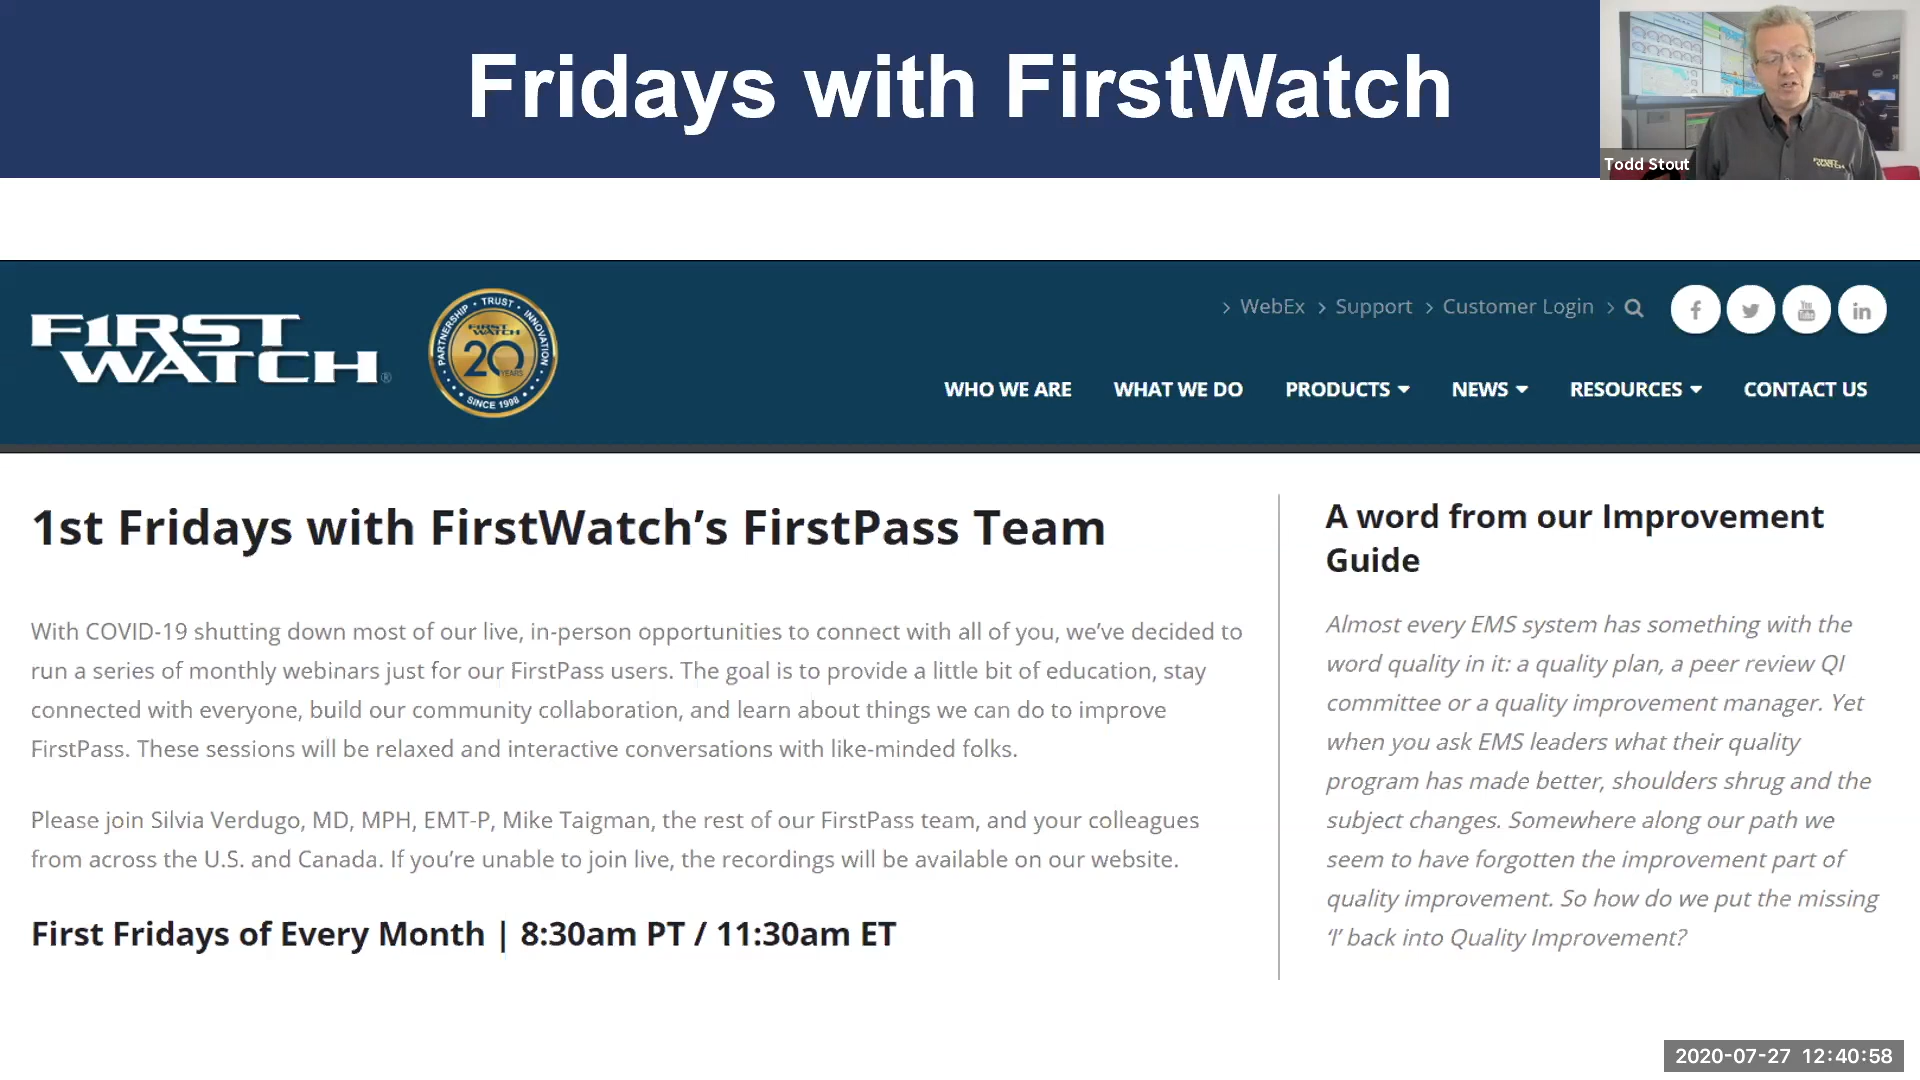 Fridays with FirstWatch
Todd Stout
FIRST
WATCH®
PARTNERSHIP • TRUST • INNOVATION
FIRST
WATCH
20
YEARS
SINCE 1998
WebEx
Support
Customer Login
You
Tube
in
WHO WE ARE
WHAT WE DO
PRODUCTS
NEWS
RESOURCES
CONTACT US
1st Fridays with FirstWatch’s FirstPass Team
With COVID-19 shutting down most of our live, in-person opportunities to connect with all of you, we’ve decided to
run a series of monthly webinars just for our FirstPass users. The goal is to provide a little bit of education, stay
connected with everyone, build our community collaboration, and learn about things we can do to improve
FirstPass. These sessions will be relaxed and interactive conversations with like-minded folks.
Please join Silvia Verdugo, MD, MPH, EMT-P, Mike Taigman, the rest of our FirstPass team, and your colleagues
from across the U.S. and Canada. If you’re unable to join live, the recordings will be available on our website.
First Fridays of Every Month | 8:30am PT / 11:30am ET
A word from our Improvement
Guide
Almost every EMS system has something with the
word quality in it: a quality plan, a peer review QI
committee or a quality improvement manager. Yet
when you ask EMS leaders what their quality
program has made better, shoulders shrug and the
subject changes. Somewhere along our path we
seem to have forgotten the improvement part of
quality improvement. So how do we put the missing
‘I’ back into Quality Improvement?
2020-07-27 12:40:58